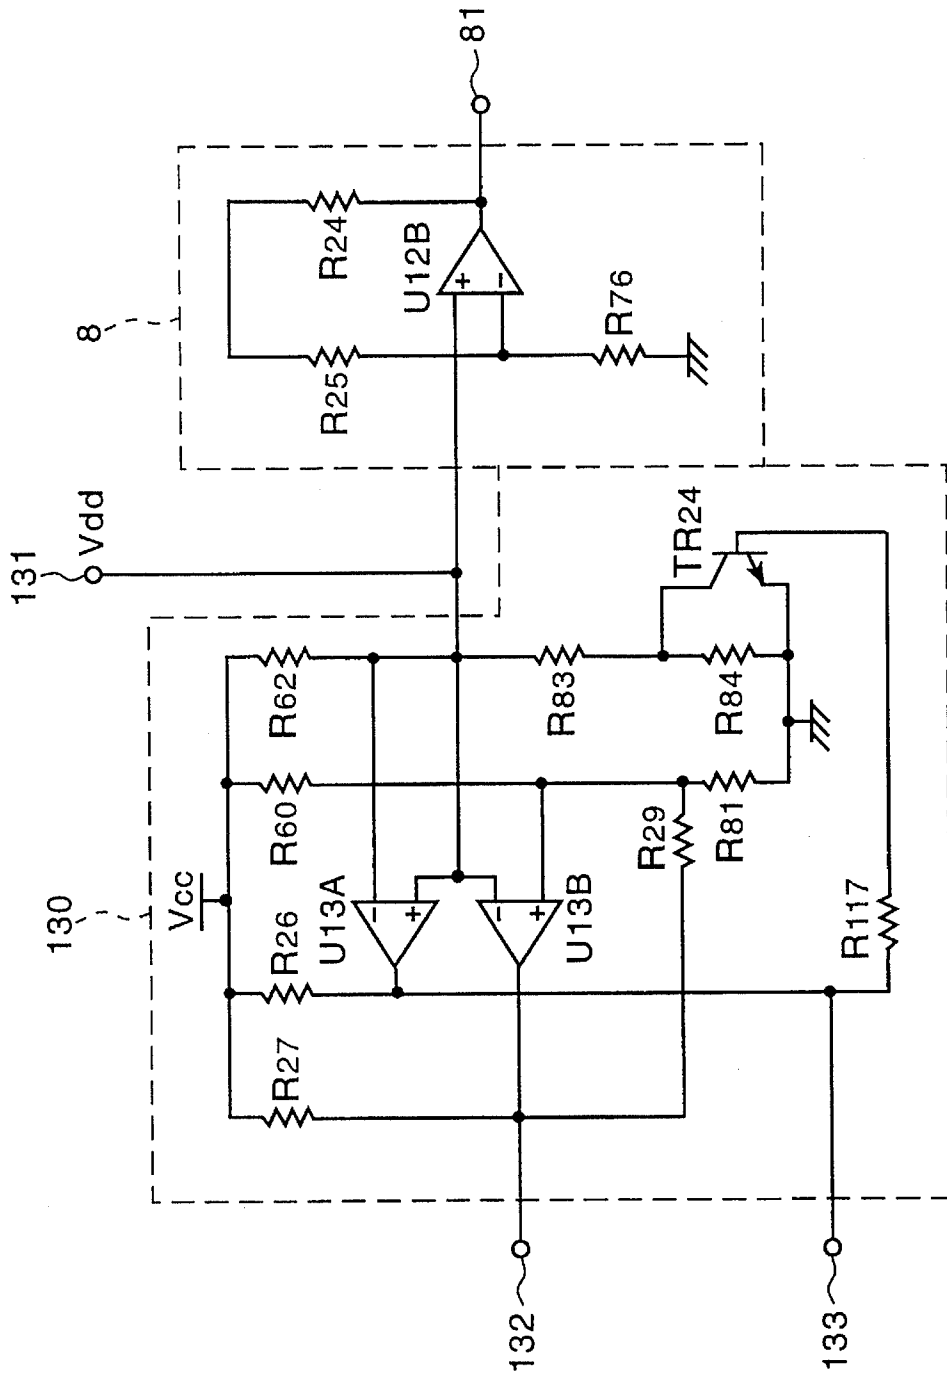 131
Vdd
130
Vcc
8
81
R27
R26
R60
R62
R25
R24
U13A
−
+
U13B
−
+
U12B
+
−
R83
R29
R81
R84
TR24
R76
R117
132
133